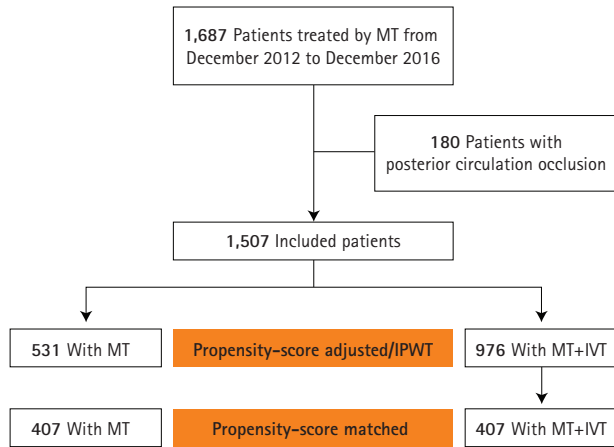 1,687 Patients treated by MT from
December 2012 to December 2016
180 Patients with
posterior circulation occlusion
1,507 Included patients
531 With MT
Propensity-score adjusted/IPWT
976 With MT+IVT
407 With MT
Propensity-score matched
407 With MT+IVT